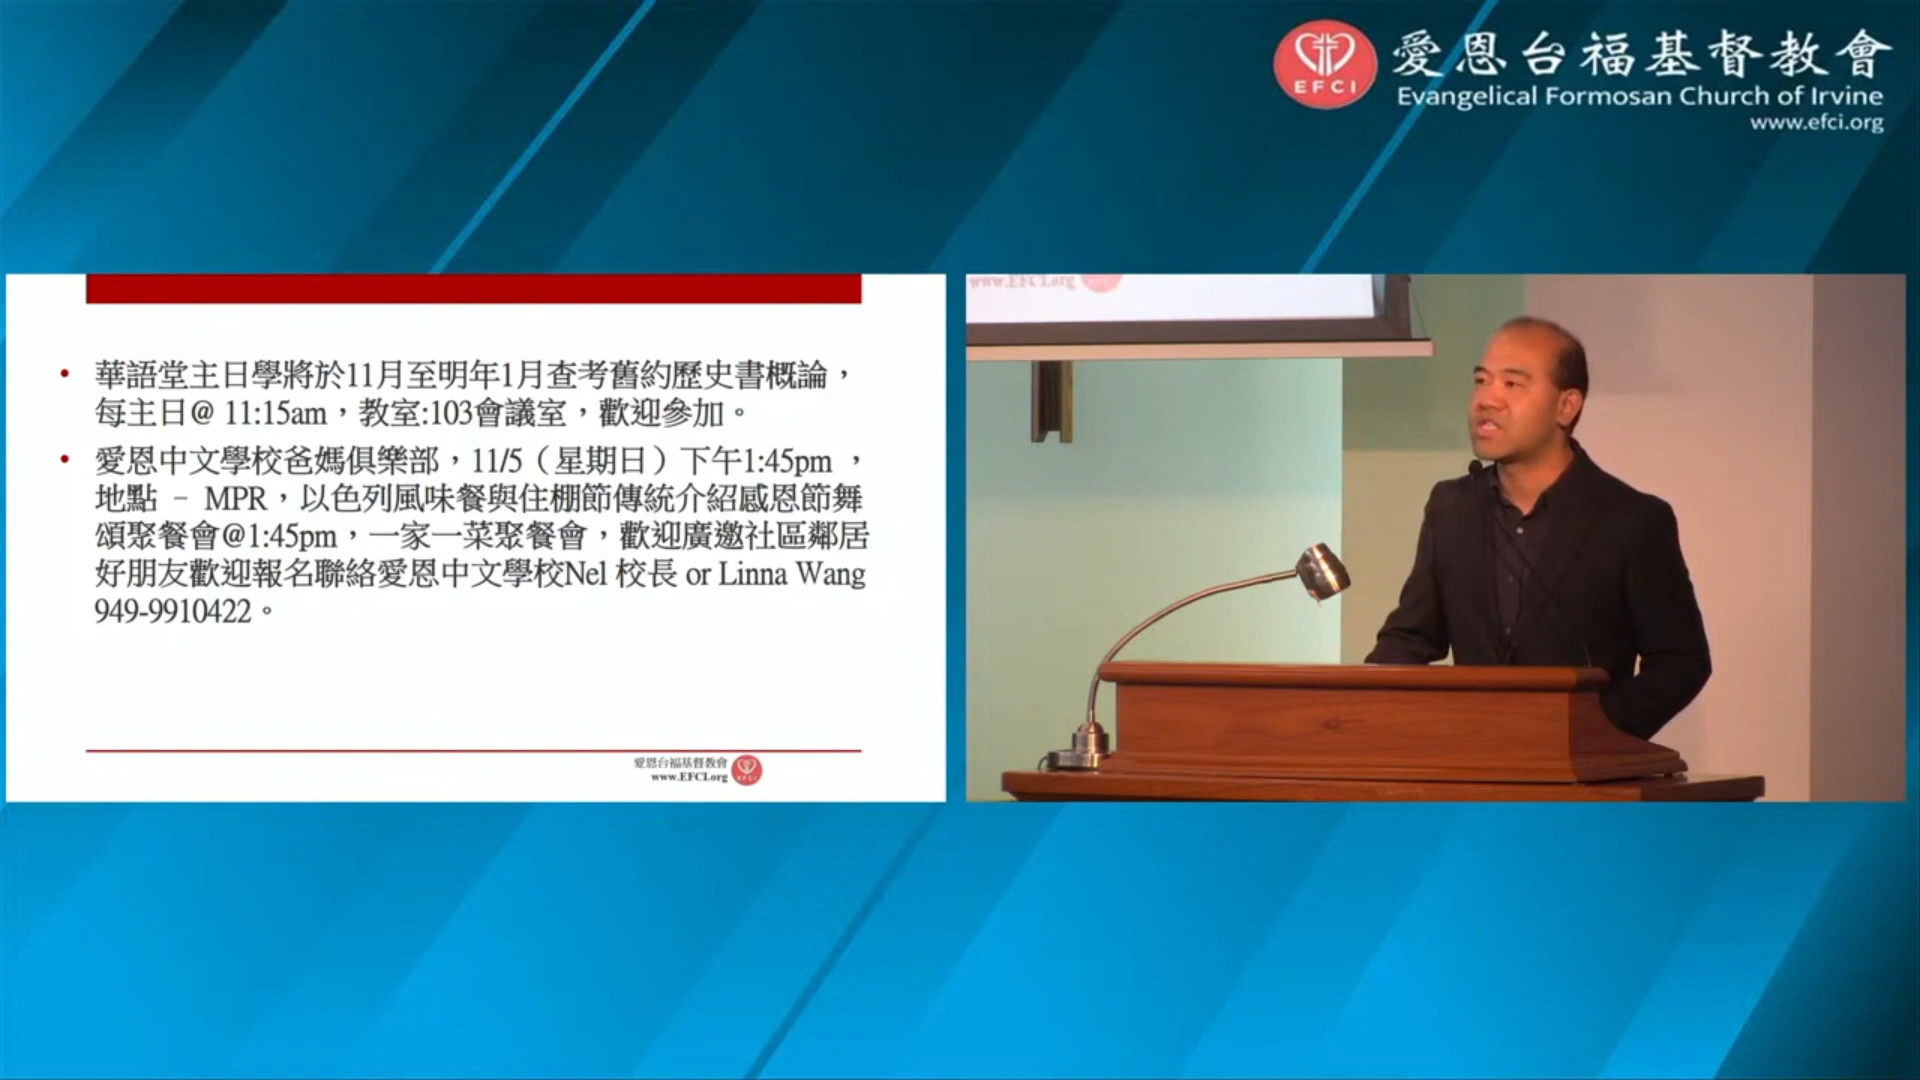 愛恩台福基督教會
EFCI
Evangelical Formosan Church of Irvine
www.efci.org
• 華語堂主日學將於11月至明年1月查考舊約歷史書概論，
每主日@ 11:15am，教室:103會議室，歡迎參加。
• 愛恩中文學校爸媽俱樂部，11/5（星期日）下午1:45pm ，
地點 – MPR，以色列風味餐與住棚節傳統介紹感恩節舞
頌聚餐會@1:45pm，一家一菜聚餐會，歡迎廣邀社區鄰居
好朋友歡迎報名聯絡愛恩中文學校Nel 校長 or Linna Wang
949-9910422。
愛恩台福基督教會
www.EFCI.org
EFCI
www.EFCI.org